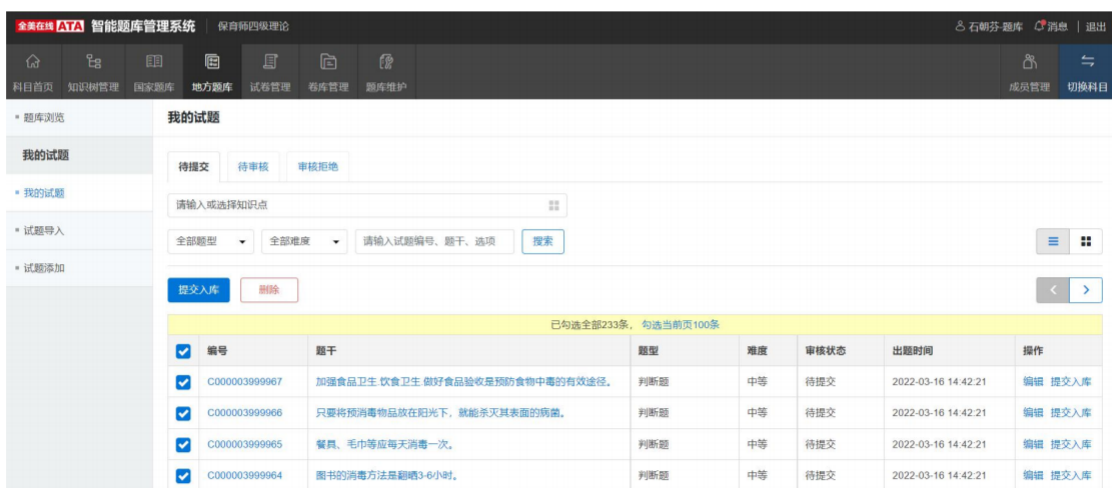 全美在线 ATA 智能题库管理系统 保育师四级理论 石朝芬-题库 消息 | 退出
科目首页 知识树管理 国家题库 地方题库 试卷管理 卷库管理 题库维护 成员管理 切换科目
题库浏览
我的试题
我的试题
试题导入
试题添加
我的试题
待提交 待审核 审核拒绝
请输入或选择知识点
全部题型 全部难度 请输入试题编号、题干、选项 搜索
提交入库 删除
已勾选全部233条, 勾选当前页100条
编号 题干 题型 难度 审核状态 出题时间 操作
C000003999967 加强食品卫生.饮食卫生.做好食品验收是预防食物中毒的有效途径。 判断题 中等 待提交 2022-03-16 14:42:21 编辑 提交入库
C000003999966 只要将预消毒物品放在阳光下，就能杀灭其表面的病菌。 判断题 中等 待提交 2022-03-16 14:42:21 编辑 提交入库
C000003999965 餐具、毛巾等应每天消毒一次。 判断题 中等 待提交 2022-03-16 14:42:21 编辑 提交入库
C000003999964 图书的消毒方法是翻晒3-6小时。 判断题 中等 待提交 2022-03-16 14:42:21 编辑 提交入库